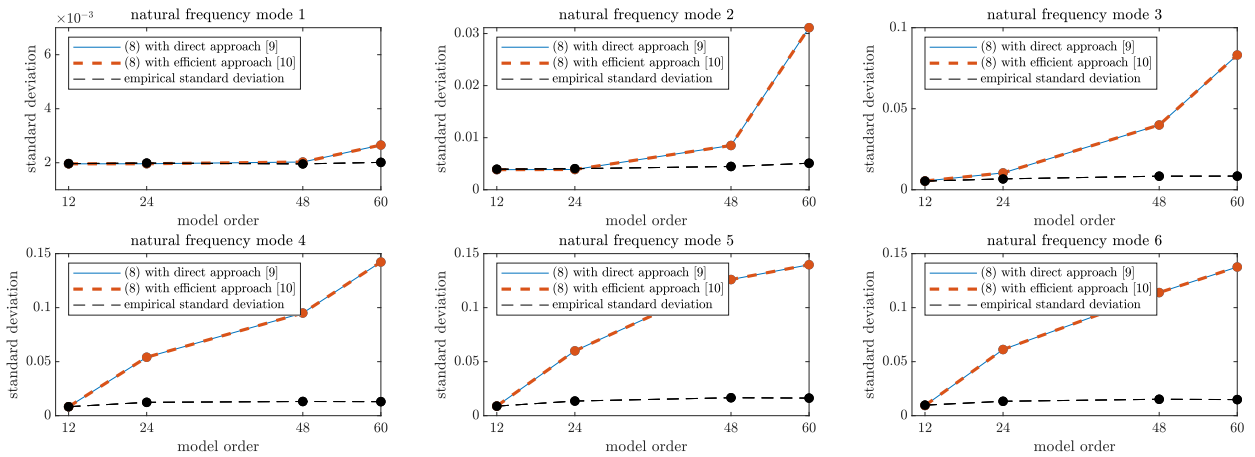 natural frequency mode 1
×10⁻³
6
4
2
standard deviation
(8) with direct approach [9]
(8) with efficient approach [10]
empirical standard deviation
12 24 48 60
model order
natural frequency mode 2
0.03
0.02
0.01
0
standard deviation
(8) with direct approach [9]
(8) with efficient approach [10]
empirical standard deviation
12 24 48 60
model order
natural frequency mode 3
0.1
0.05
0
standard deviation
(8) with direct approach [9]
(8) with efficient approach [10]
empirical standard deviation
12 24 48 60
model order
natural frequency mode 4
0.15
0.1
0.05
0
standard deviation
(8) with direct approach [9]
(8) with efficient approach [10]
empirical standard deviation
12 24 48 60
model order
natural frequency mode 5
0.15
0.1
0.05
0
standard deviation
(8) with direct approach [9]
(8) with efficient approach [10]
empirical standard deviation
12 24 48 60
model order
natural frequency mode 6
0.15
0.1
0.05
0
standard deviation
(8) with direct approach [9]
(8) with efficient approach [10]
empirical standard deviation
12 24 48 60
model order